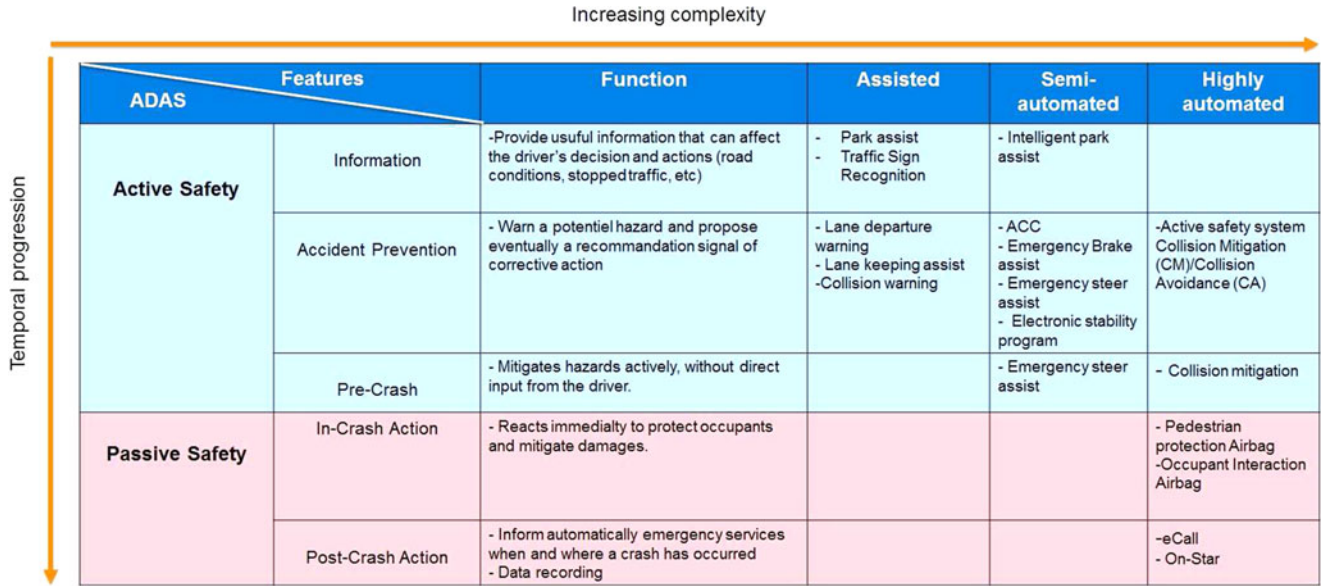 Increasing complexity
Temporal progression
Features
ADAS
Function
Assisted
Semi-
automated
Highly
automated
Active Safety
Information
-Provide usuful information that can affect
the driver's decision and actions (road
conditions, stopped traffic, etc)
- Park assist
- Traffic Sign
Recognition
- Intelligent park
assist
Accident Prevention
- Warn a potentiel hazard and propose
eventually a recommandation signal of
corrective action
- Lane departure
warning
- Lane keeping assist
-Collision warning
- ACC
- Emergency Brake
assist
- Emergency steer
assist
- Electronic stability
program
-Active safety system
Collision Mitigation
(CM)/Collision
Avoidance (CA)
Pre-Crash
- Mitigates hazards actively, without direct
input from the driver.
- Emergency steer
assist
- Collision mitigation
Passive Safety
In-Crash Action
- Reacts immedialty to protect occupants
and mitigate damages.
- Pedestrian
protection Airbag
-Occupant Interaction
Airbag
Post-Crash Action
- Inform automatically emergency services
when and where a crash has occurred
- Data recording
-eCall
- On-Star